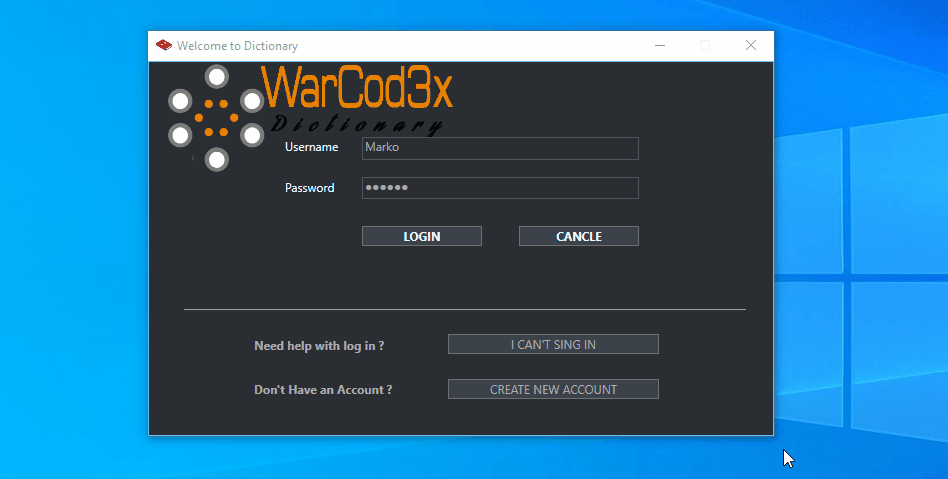 Welcome to Dictionary
WarCod3x
Dictionary
Username Marko
Password ●●●●●●
LOGIN CANCLE
Need help with log in ? I CAN'T SING IN
Don't Have an Account ? CREATE NEW ACCOUNT